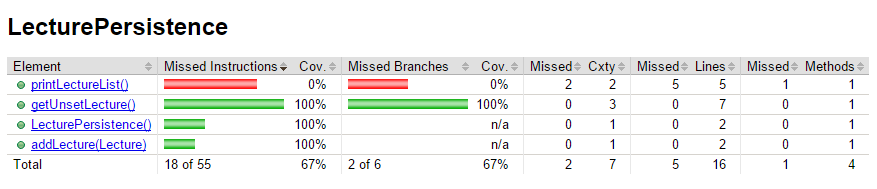 LecturePersistence
Element Missed Instructions Cov. Missed Branches Cov. Missed Cxty Missed Lines Missed Methods
printLectureList() 0% 0% 2 2 5 5 1 1
getUnsetLecture() 100% 100% 0 3 0 7 0 1
LecturePersistence() 100% n/a 0 1 0 2 0 1
addLecture(Lecture) 100% n/a 0 1 0 2 0 1
Total 18 of 55 67% 2 of 6 67% 2 7 5 16 1 4